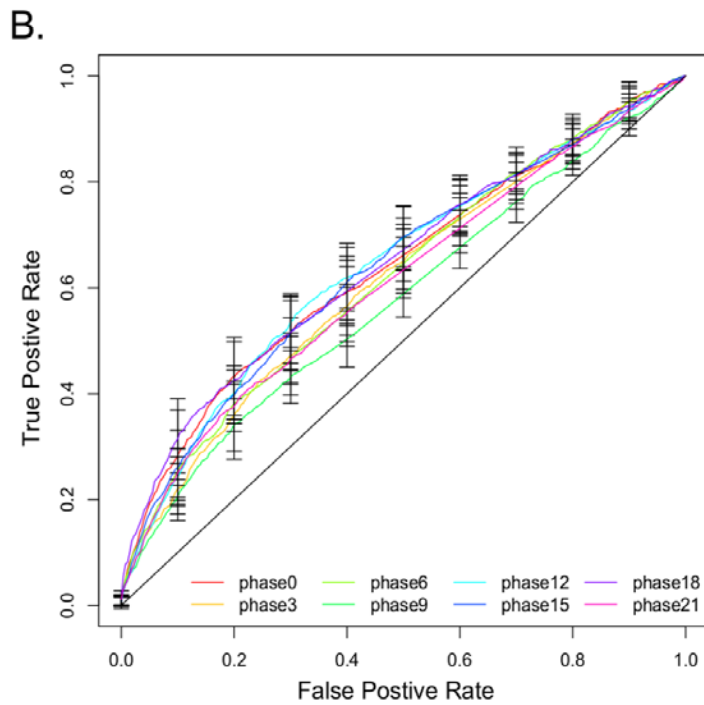 B.
True Postive Rate
1.0
0.8
0.6
0.4
0.2
0.0
phase0 phase6 phase12 phase18
phase3 phase9 phase15 phase21
0.0 0.2 0.4 0.6 0.8 1.0
False Postive Rate